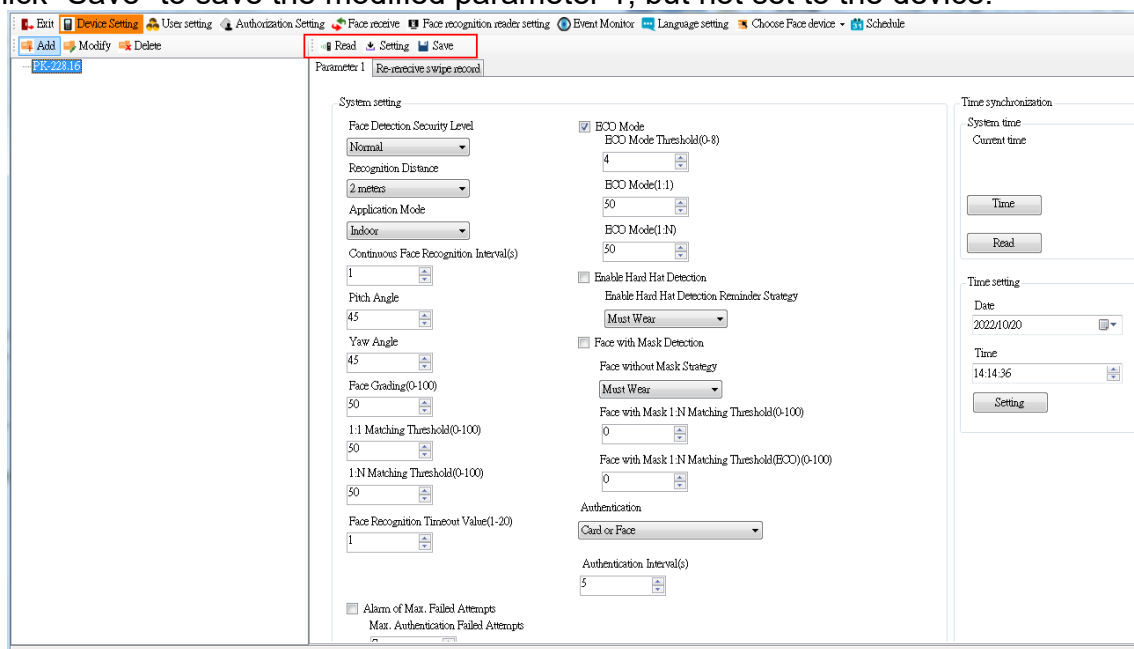 click "Save" to save the modified parameter 1, but not set to the device.
Exit Device Setting User setting Authorization Setting Face receive Face recognition reader setting Event Monitor Language setting Choose Face device Schedule
Add Modify Delete
Read Setting Save
PK-228.16
Parameter 1 Re-rereceive swipe record
System setting
Face Detection Security Level
Normal
Recognition Distance
2 meters
Application Mode
Indoor
Continuous Face Recognition Interval(s)
1
Pitch Angle
45
Yaw Angle
45
Face Grading(0-100)
50
1:1 Matching Threshold(0-100)
50
1:N Matching Threshold(0-100)
50
Face Recognition Timeout Value(1-20)
1
Alarm of Max. Failed Attempts
Max. Authentication Failed Attempts
ECO Mode
ECO Mode Threshold(0-8)
4
ECO Mode(1:1)
50
ECO Mode(1:N)
50
Enable Hard Hat Detection
Enable Hard Hat Detection Reminder Strategy
Must Wear
Face with Mask Detection
Face without Mask Strategy
Must Wear
Face with Mask 1:N Matching Threshold(0-100)
0
Face with Mask 1:N Matching Threshold(ECO)(0-100)
0
Authentication
Card or Face
Authentication Interval(s)
5
Time synchronization
System time
Current time
Time
Read
Time setting
Date
2022/10/20
Time
14:14:36
Setting